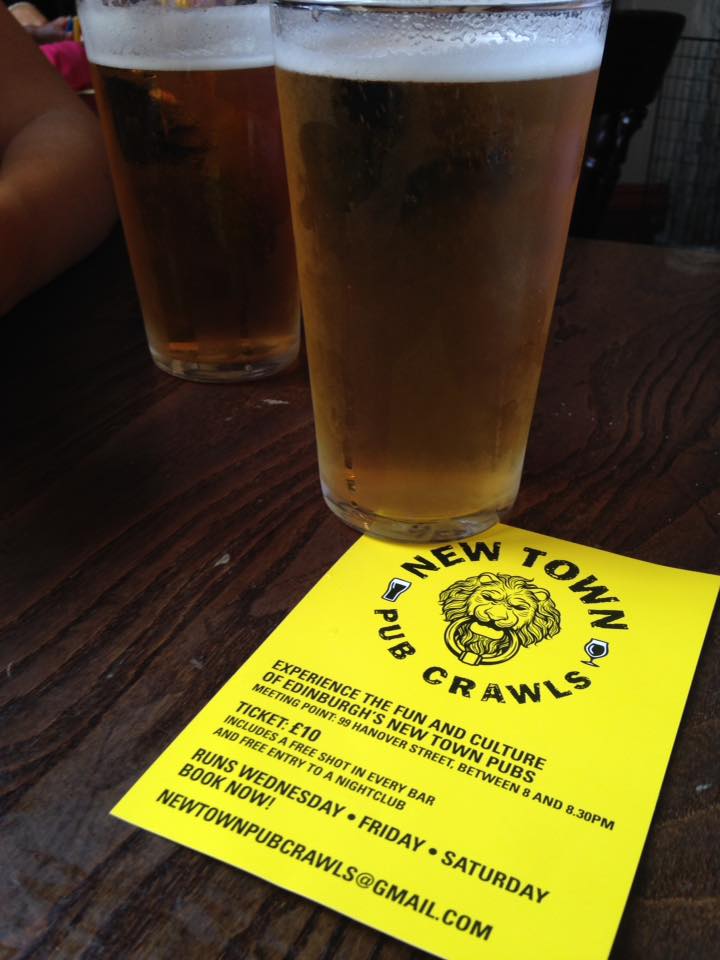 NEW TOWN
PUB CRAWLS
EXPERIENCE THE FUN AND CULTURE
OF EDINBURGH'S NEW TOWN PUBS
MEETING POINT: 99 HANOVER STREET, BETWEEN 8 AND 8.30PM
TICKET: £10
INCLUDES A FREE SHOT IN EVERY BAR
AND FREE ENTRY TO A NIGHTCLUB
RUNS WEDNESDAY • FRIDAY • SATURDAY
BOOK NOW!
NEWTOWNPUBCRAWLS@GMAIL.COM